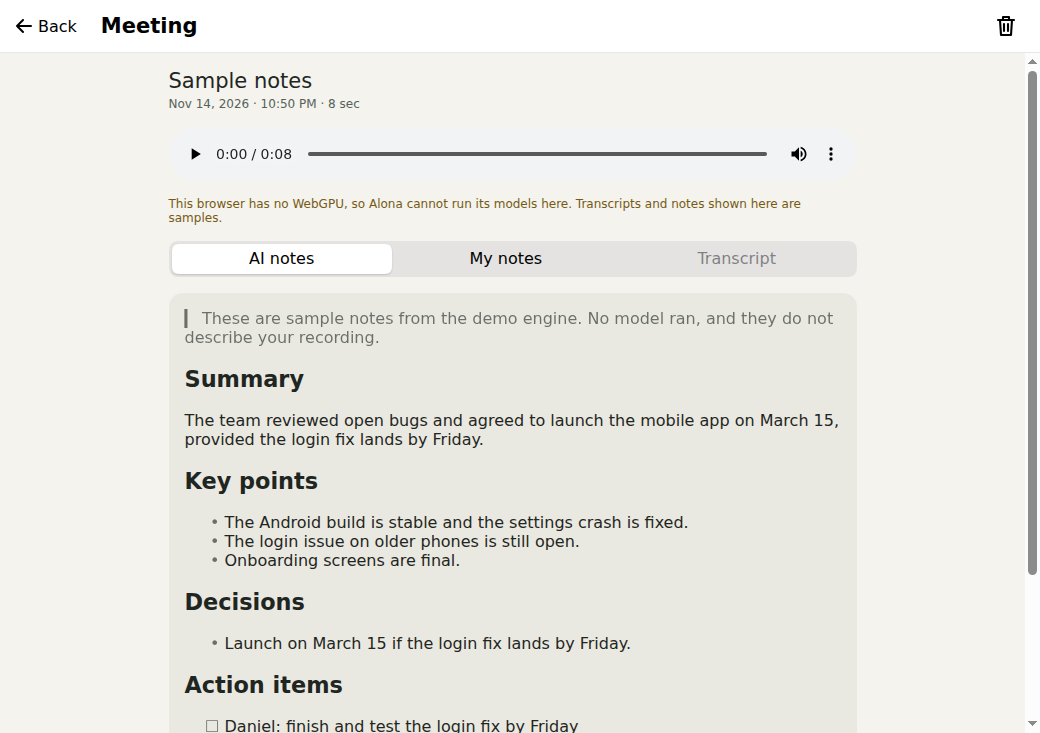 Back
Meeting
Sample notes
Nov 14, 2026 · 10:50 PM · 8 sec
0:00 / 0:08
This browser has no WebGPU, so Alona cannot run its models here. Transcripts and notes shown here are
samples.
AI notes
My notes
Transcript
These are sample notes from the demo engine. No model ran, and they do not
describe your recording.
Summary
The team reviewed open bugs and agreed to launch the mobile app on March 15,
provided the login fix lands by Friday.
Key points
• The Android build is stable and the settings crash is fixed.
• The login issue on older phones is still open.
• Onboarding screens are final.
Decisions
• Launch on March 15 if the login fix lands by Friday.
Action items
☐ Daniel: finish and test the login fix by Friday